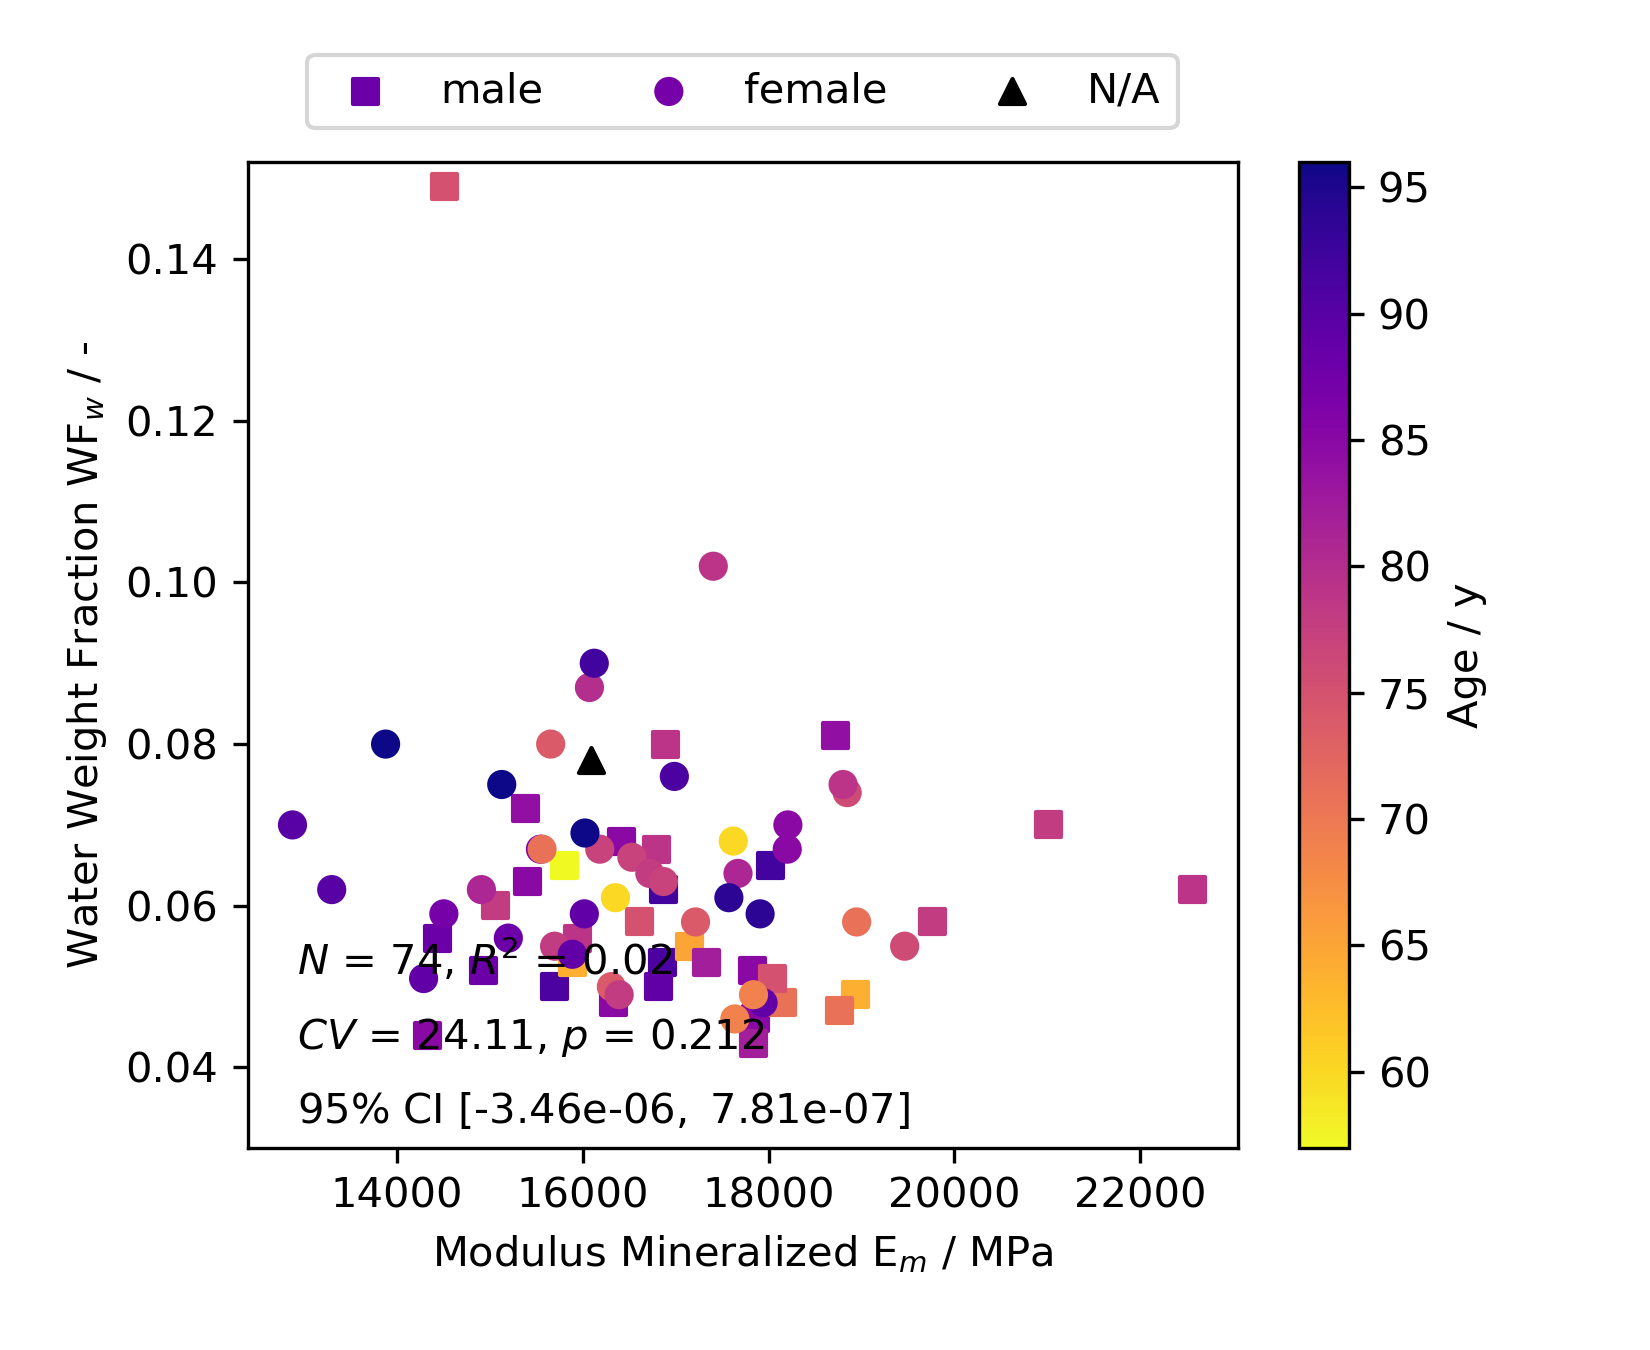 male female N/A
0.14
0.12
0.10
0.08
0.06
0.04
Water Weight Fraction WF_w / -
N = 74, R² = 0.02
CV = 24.11, p = 0.212
95% CI [-3.46e-06, 7.81e-07]
14000 16000 18000 20000 22000
Modulus Mineralized E_m / MPa
95
90
85
80
75
70
65
60
Age / y